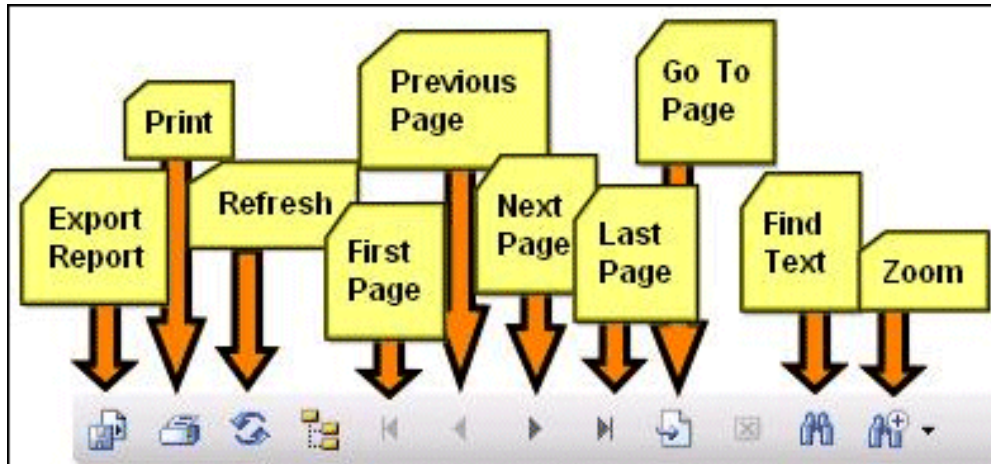 Export
Report
Print
Refresh
First
Page
Previous
Page
Next
Page
Last
Page
Go To
Page
Find
Text
Zoom